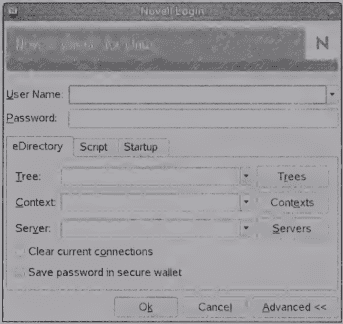 Novell Login
N
User Name:
Password:
eDirectory Script Startup
Tree: Trees
Context: Contexts
Server: Servers
Clear current connections
Save password in secure wallet
Ok Cancel Advanced <<